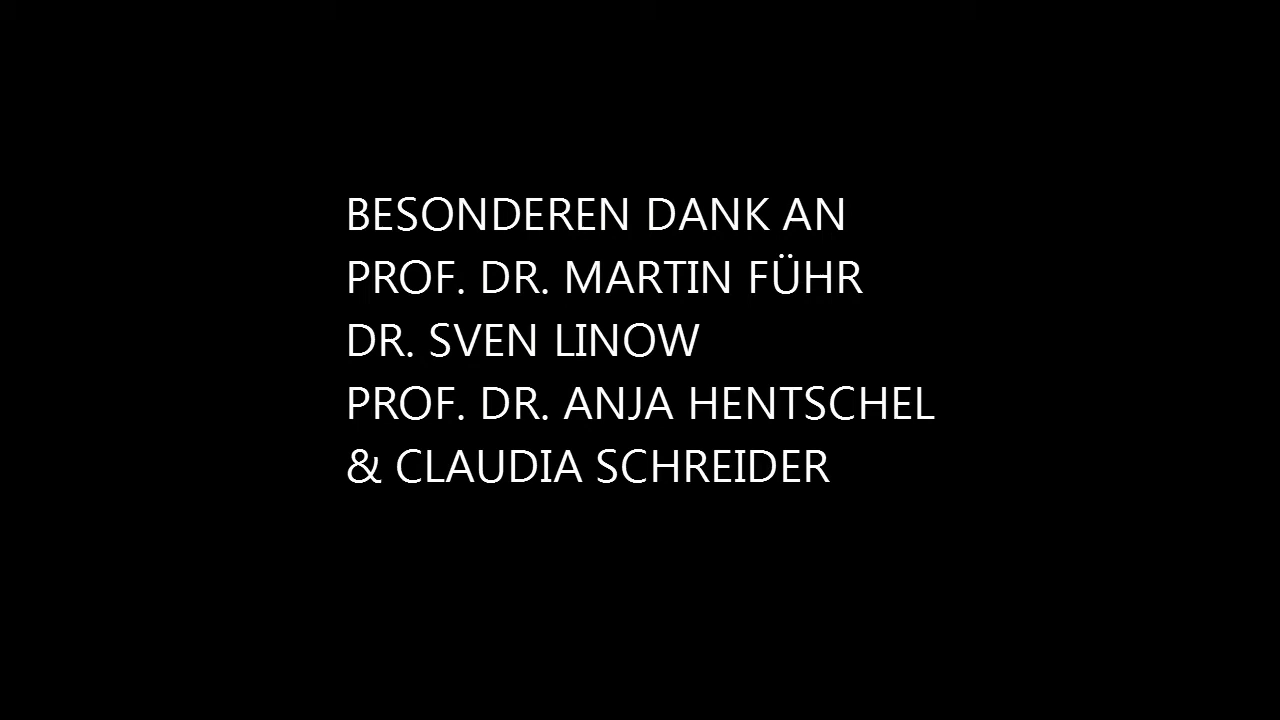 BESONDEREN DANK AN
PROF. DR. MARTIN FÜHR
DR. SVEN LINOW
PROF. DR. ANJA HENTSCHEL
& CLAUDIA SCHREIDER